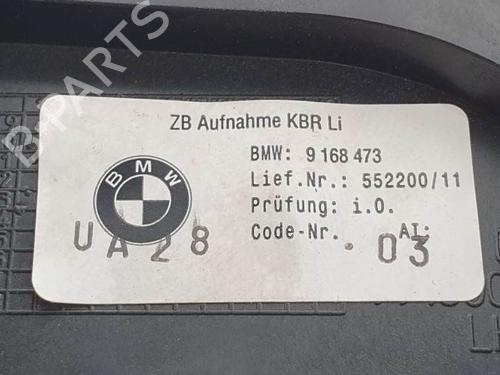 ZB Aufnahme KBR Li
BMW: 9 168 473
Lief.Nr.: 552200/11
Prüfung: i.O.
Code-Nr. AI:
03
BMW
UA28
B-PARTS